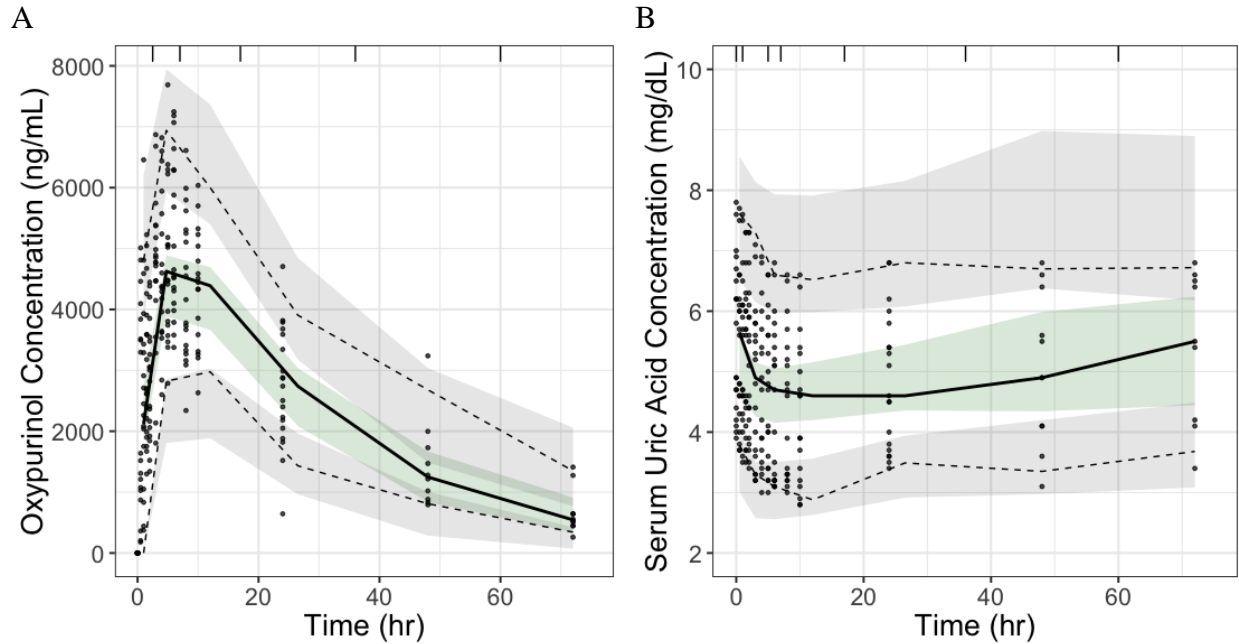 A
Oxypurinol Concentration (ng/mL)
8000
6000
4000
2000
0
0 20 40 60
Time (hr)
B
Serum Uric Acid Concentration (mg/dL)
10
8
6
4
2
0 20 40 60
Time (hr)